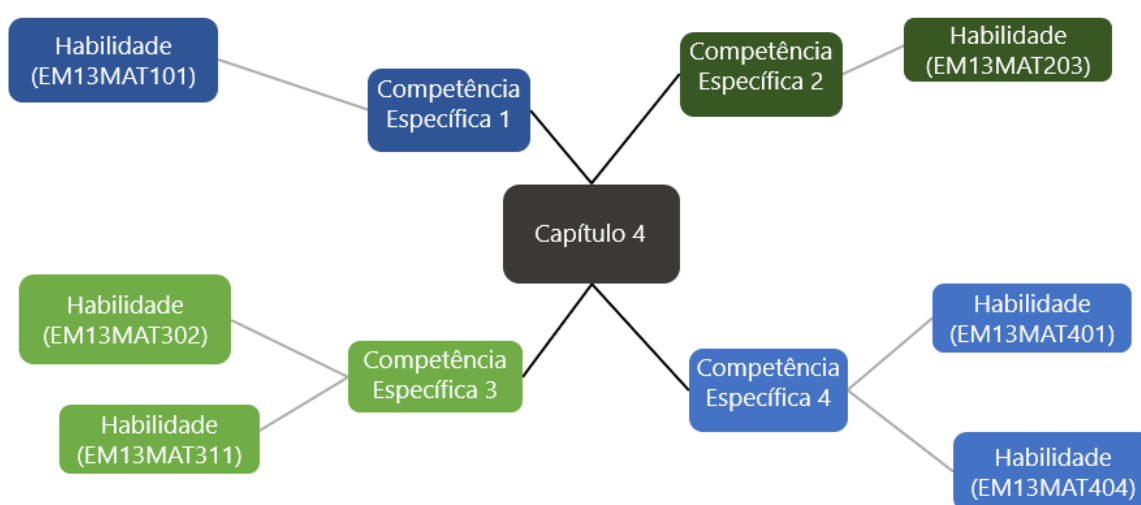 Habilidade
(EM13MAT101)
Competência
Específica 1
Competência
Específica 2
Habilidade
(EM13MAT203)
Capítulo 4
Habilidade
(EM13MAT302)
Habilidade
(EM13MAT311)
Competência
Específica 3
Competência
Específica 4
Habilidade
(EM13MAT401)
Habilidade
(EM13MAT404)